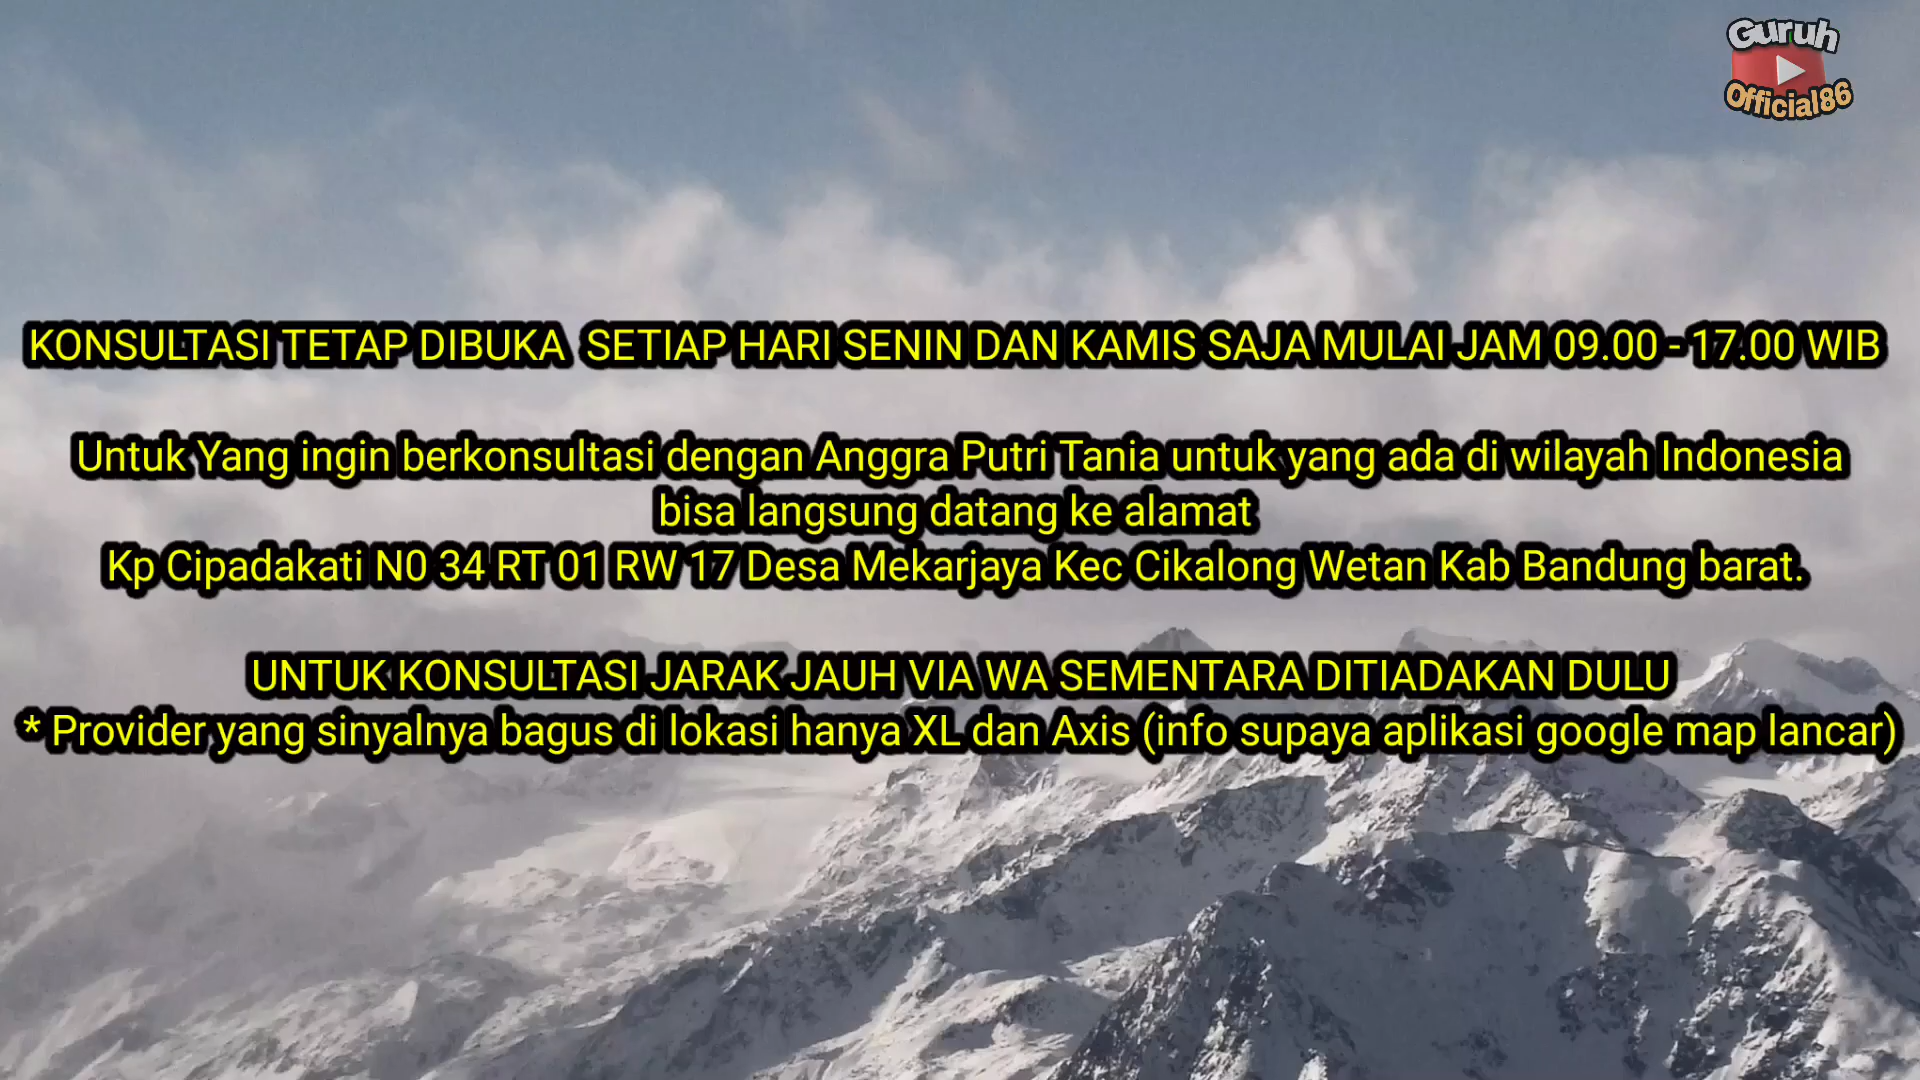 Guruh
Official86
KONSULTASI TETAP DIBUKA SETIAP HARI SENIN DAN KAMIS SAJA MULAI JAM 09.00 - 17.00 WIB
Untuk Yang ingin berkonsultasi dengan Anggra Putri Tania untuk yang ada di wilayah Indonesia
bisa langsung datang ke alamat
Kp Cipadakati N0 34 RT 01 RW 17 Desa Mekarjaya Kec Cikalong Wetan Kab Bandung barat.
UNTUK KONSULTASI JARAK JAUH VIA WA SEMENTARA DITIADAKAN DULU
* Provider yang sinyalnya bagus di lokasi hanya XL dan Axis (info supaya aplikasi google map lancar)